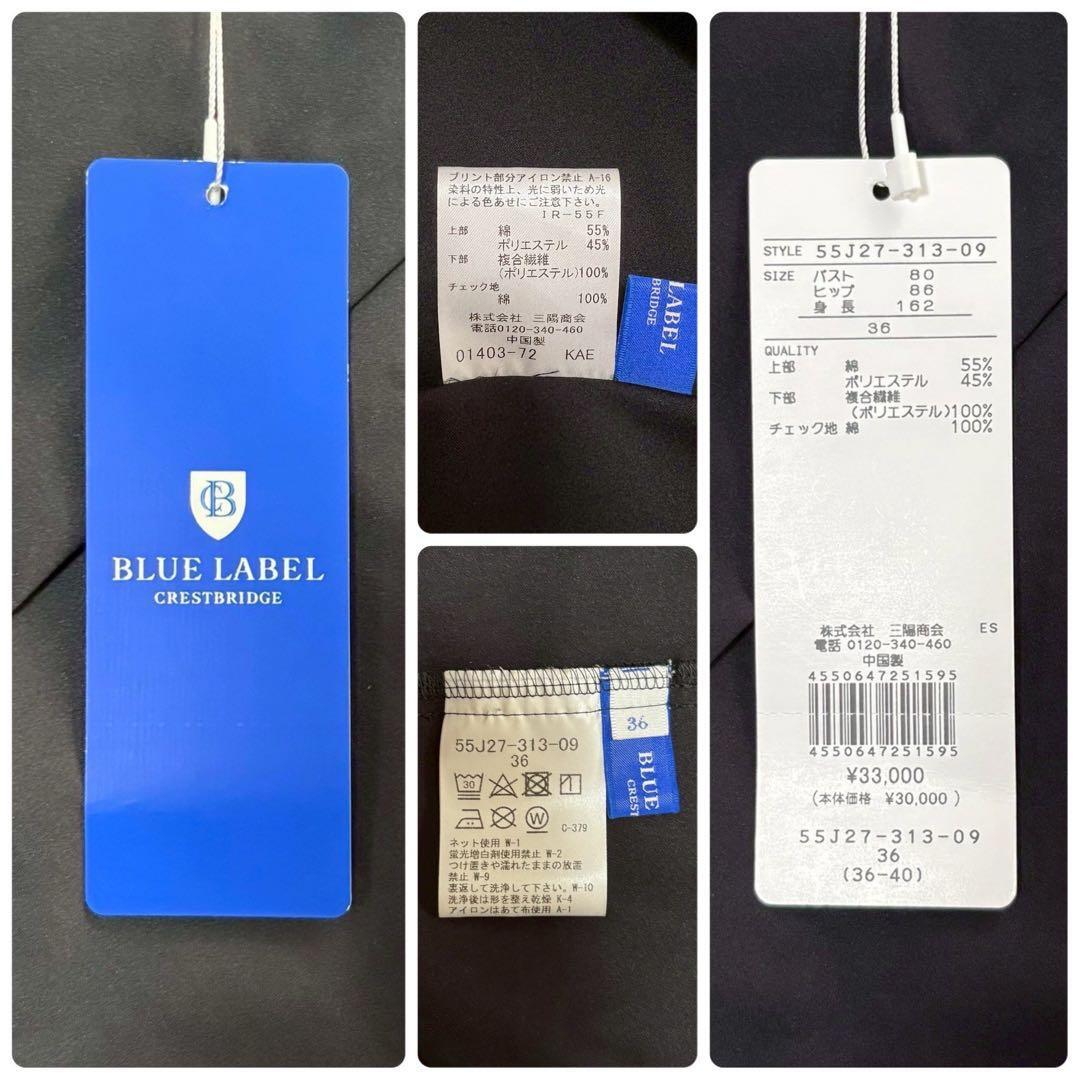 CB
BLUE LABEL
CRESTBRIDGE
プリント部分アイロン禁止 A-16
染料の特性上、光に弱いため光
による色あせにご注意下さい。
IR-55F
上部 綿 55%
ポリエステル 45%
下部 複合繊維
(ポリエステル)100%
チェック地
綿 100%
株式会社 三陽商会
電話0120-340-460
中国製
01403-72 KAE
LABEL
BRIDGE
36
BLUE
CREST
55J27-313-09
36
30
W
C-379
ネット使用 W-1
蛍光増白剤使用禁止 W-2
つけ置きや濡れたままの放置
禁止 W-9
裏返して洗浄して下さい。W-10
洗浄後は形を整え乾燥 K-4
アイロンはあて布使用 A-1
STYLE 55J27-313-09
SIZE バスト 80
ヒップ 86
身長 162
36
QUALITY
上部 綿 55%
ポリエステル 45%
下部 複合繊維
(ポリエステル)100%
チェック地 綿 100%
株式会社 三陽商会 ES
電話 0120-340-460
中国製
4550647251595
4550647251595
¥33,000
(本体価格 ¥30,000 )
55J27-313-09
36
(36-40)